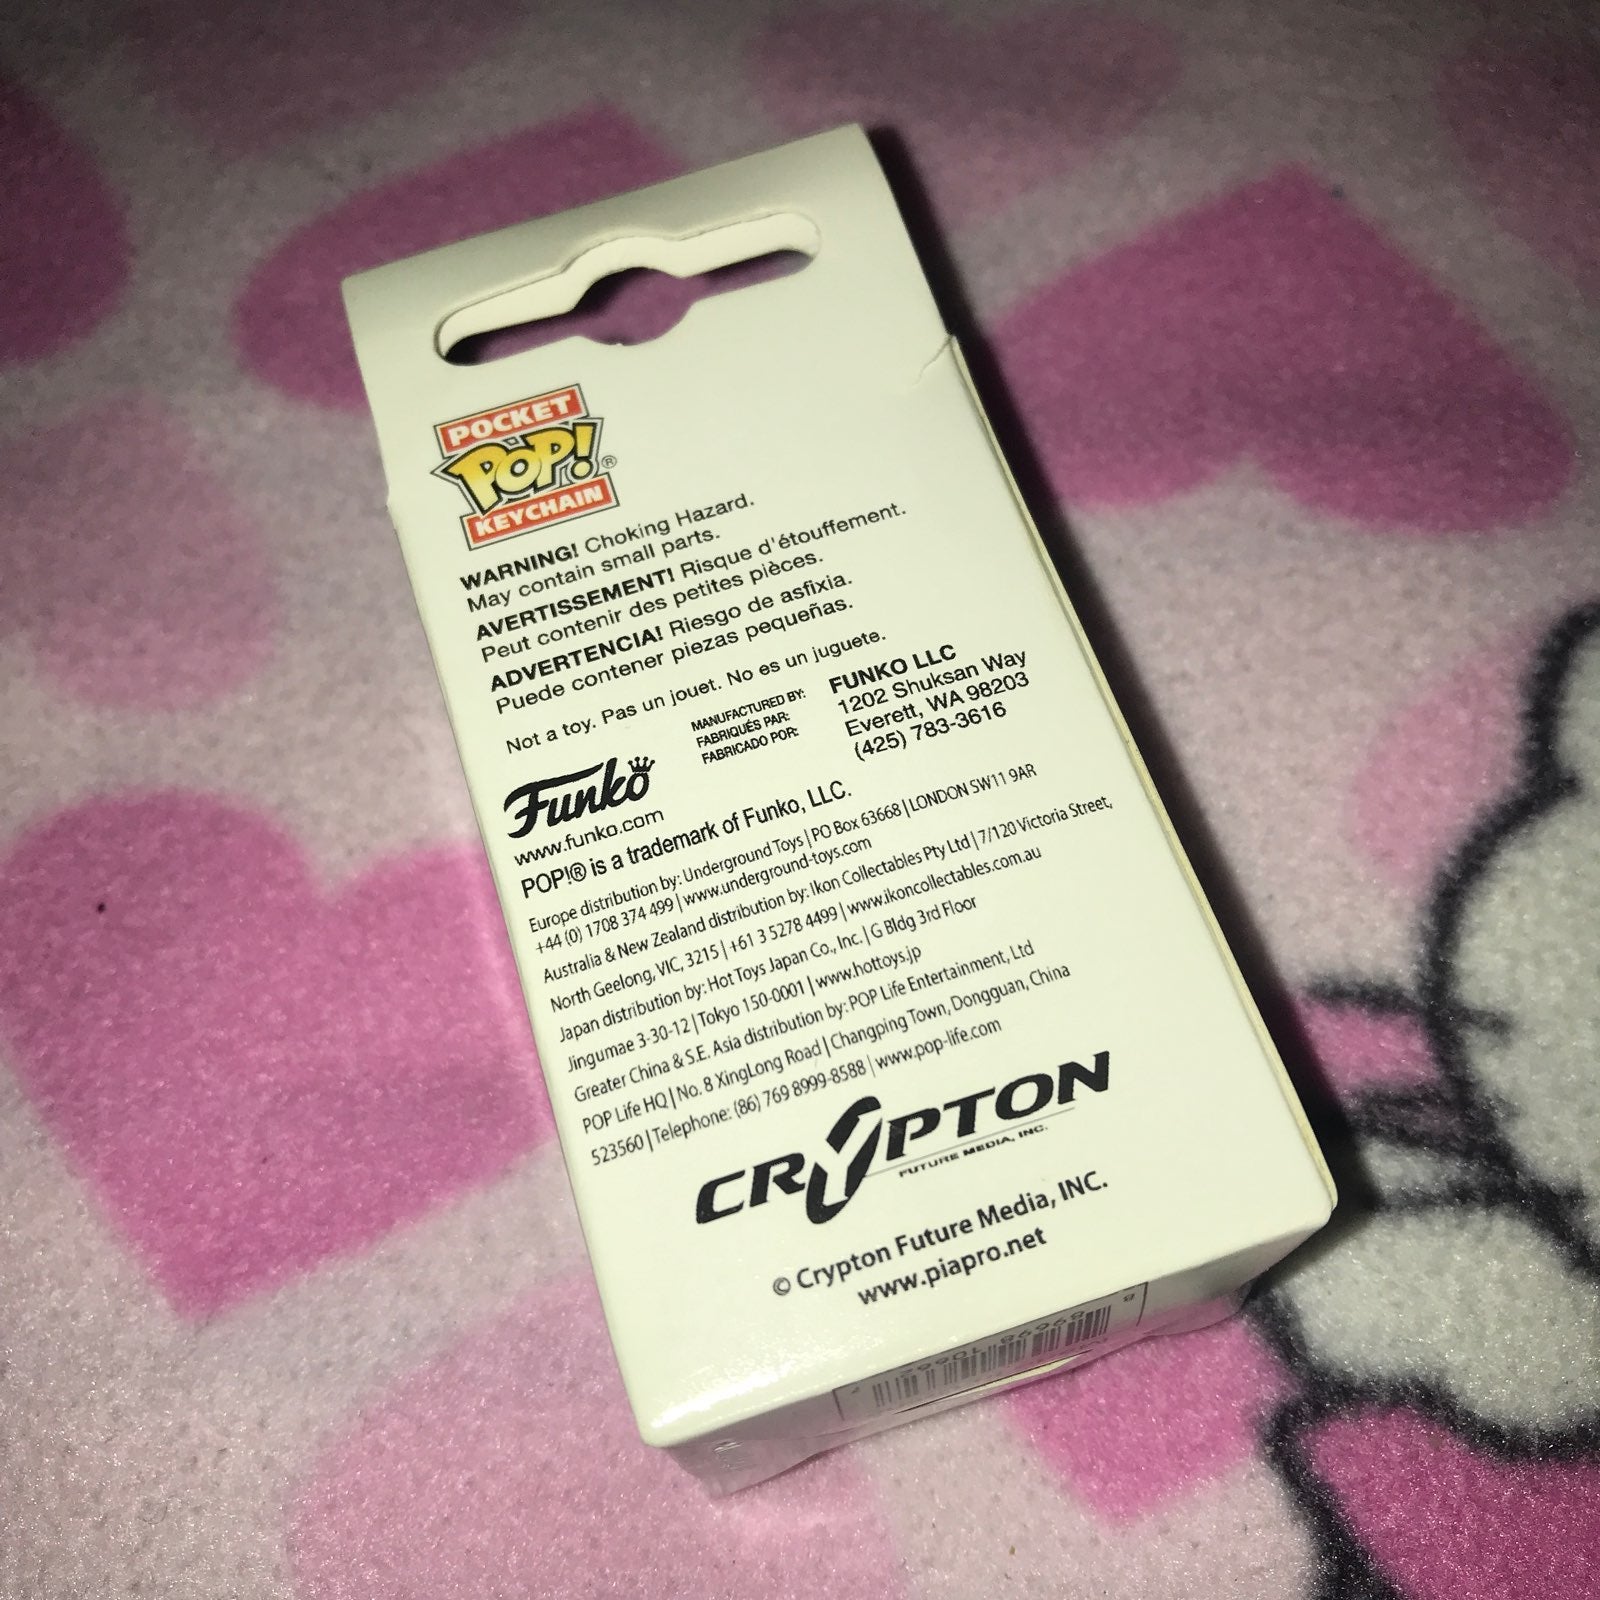 POCKET
POP!®
KEYCHAIN
WARNING! Choking Hazard.
May contain small parts.
AVERTISSEMENT! Risque d'étouffement.
Peut contenir des petites pièces.
ADVERTENCIA! Riesgo de asfixia.
Puede contener piezas pequeñas.
Not a toy. Pas un jouet. No es un juguete.
Funko
www.funko.com
MANUFACTURED BY:
FABRIQUÉS PAR:
FABRICADO POR:
FUNKO LLC
1202 Shuksan Way
Everett, WA 98203
(425) 783-3616
POP!® is a trademark of Funko, LLC.
Europe distribution by: Underground Toys | PO Box 63668 | LONDON SW11 9AR
+44 (0) 1708 374 499 | www.underground-toys.com
Australia & New Zealand distribution by: Ikon Collectables Pty Ltd | 7/120 Victoria Street,
North Geelong, VIC, 3215 | +61 3 5278 4499 | www.ikoncollectables.com.au
Japan distribution by: Hot Toys Japan Co., Inc. | G Bldg 3rd Floor
Jingumae 3-30-12 | Tokyo 150-0001 | www.hottoys.jp
Greater China & S.E. Asia distribution by: POP Life Entertainment, Ltd
POP Life HQ | No. 8 XingLong Road | Changping Town, Dongguan, China
523560 | Telephone: (86) 769 8999-8588 | www.pop-life.com
CRYPTON
FUTURE MEDIA, INC.
© Crypton Future Media, INC.
www.piapro.net